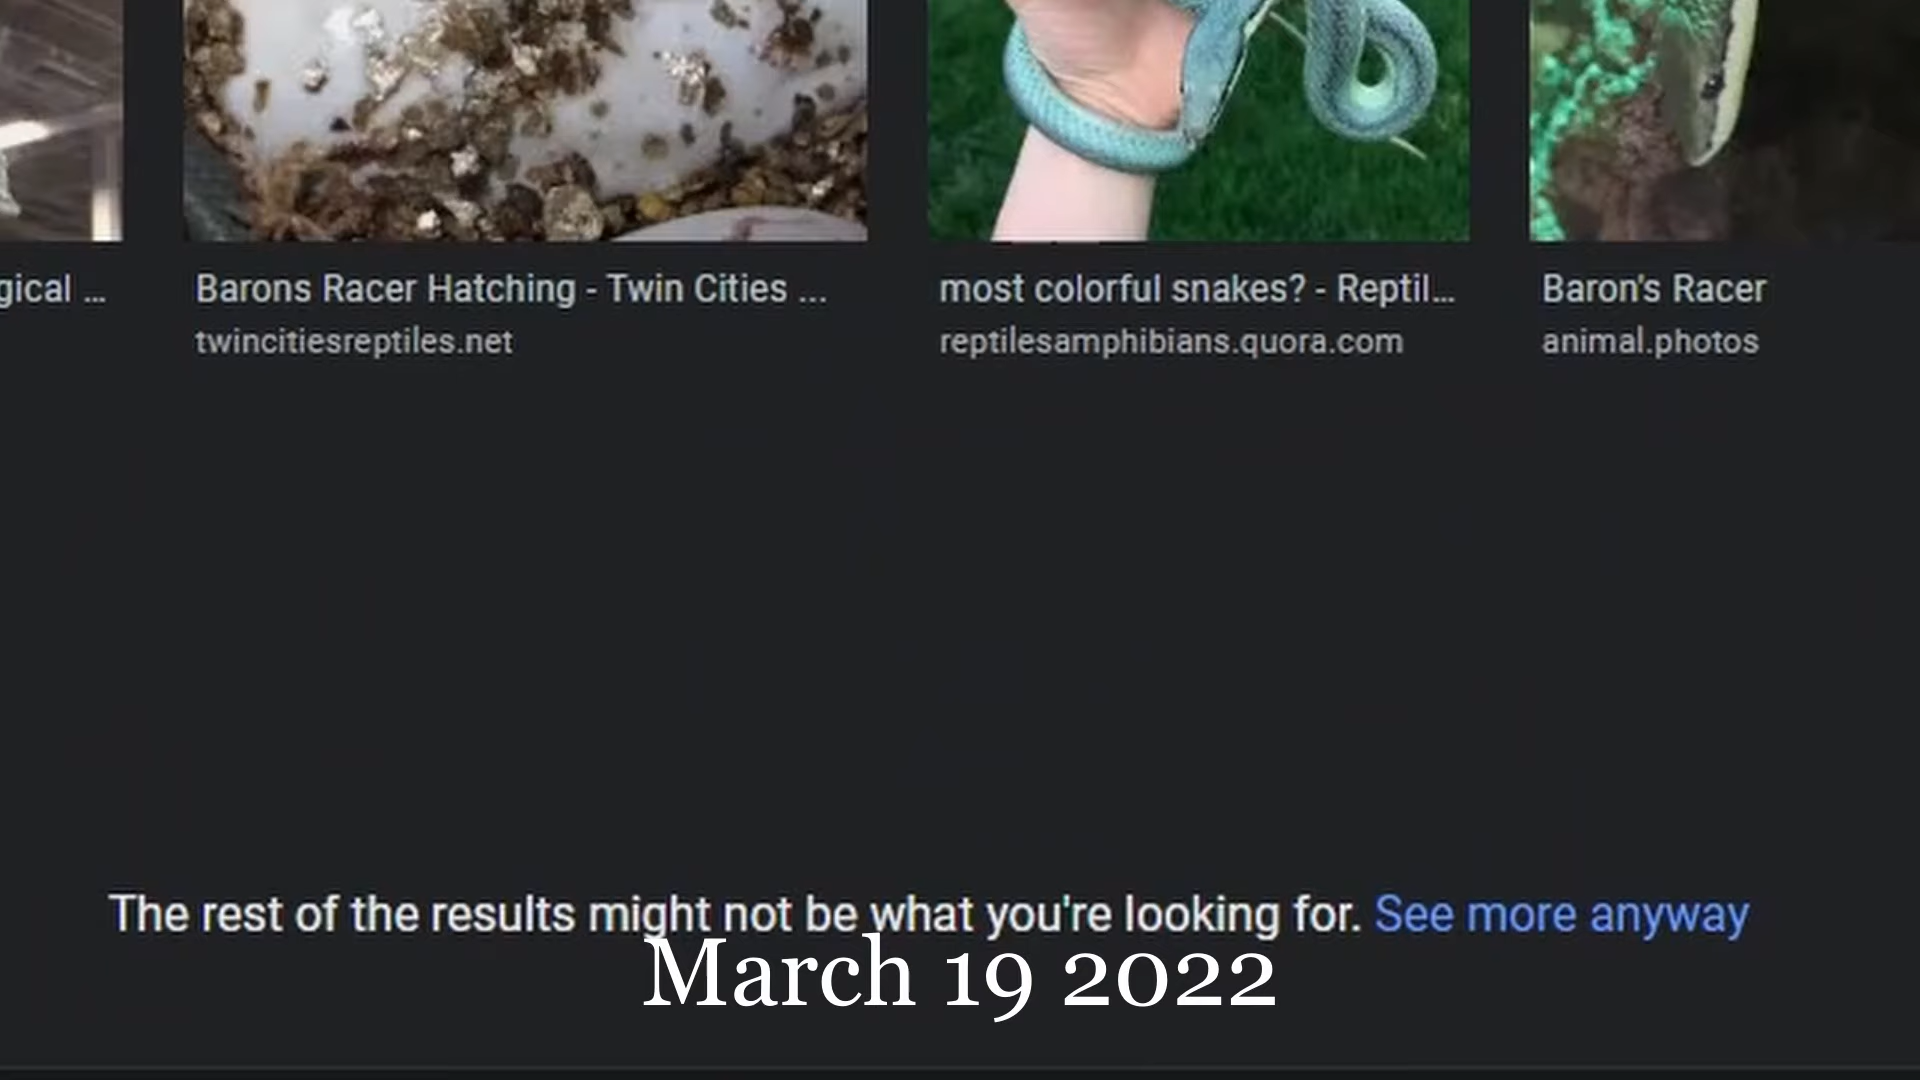 gical ...
Barons Racer Hatching - Twin Cities ...
twincitiesreptiles.net
most colorful snakes? - Reptil...
reptilesamphibians.quora.com
Baron's Racer
animal.photos
The rest of the results might not be what you're looking for. See more anyway
March 19 2022